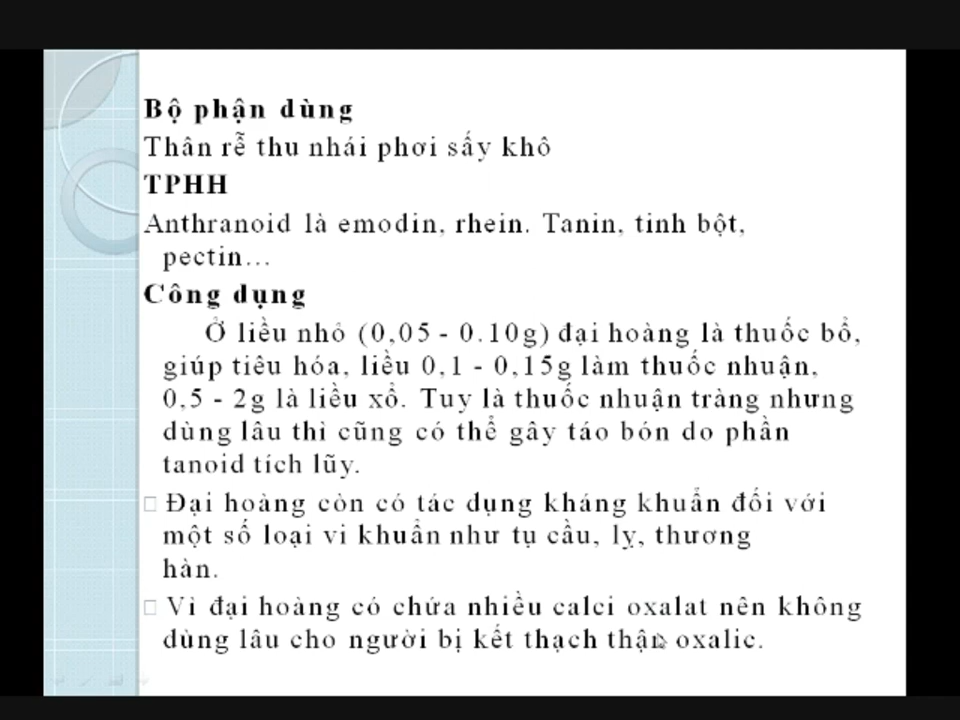 Bộ phận dùng
Thân rễ thu nhái phơi sấy khô
TPHH
Anthranoid là emodin, rhein. Tanin, tinh bột,
pectin...
Công dụng
Ở liều nhỏ (0,05 - 0.10g) đại hoàng là thuốc bổ,
giúp tiêu hóa, liều 0,1 - 0,15g làm thuốc nhuận,
0,5 - 2g là liều xổ. Tuy là thuốc nhuận tràng nhưng
dùng lâu thì cũng có thể gây táo bón do phần
tanoid tích lũy.
Đại hoàng còn có tác dụng kháng khuẩn đối với
một số loại vi khuẩn như tụ cầu, lỵ, thương
hàn.
Vì đại hoàng có chứa nhiều calci oxalat nên không
dùng lâu cho người bị kết thạch thận oxalic.